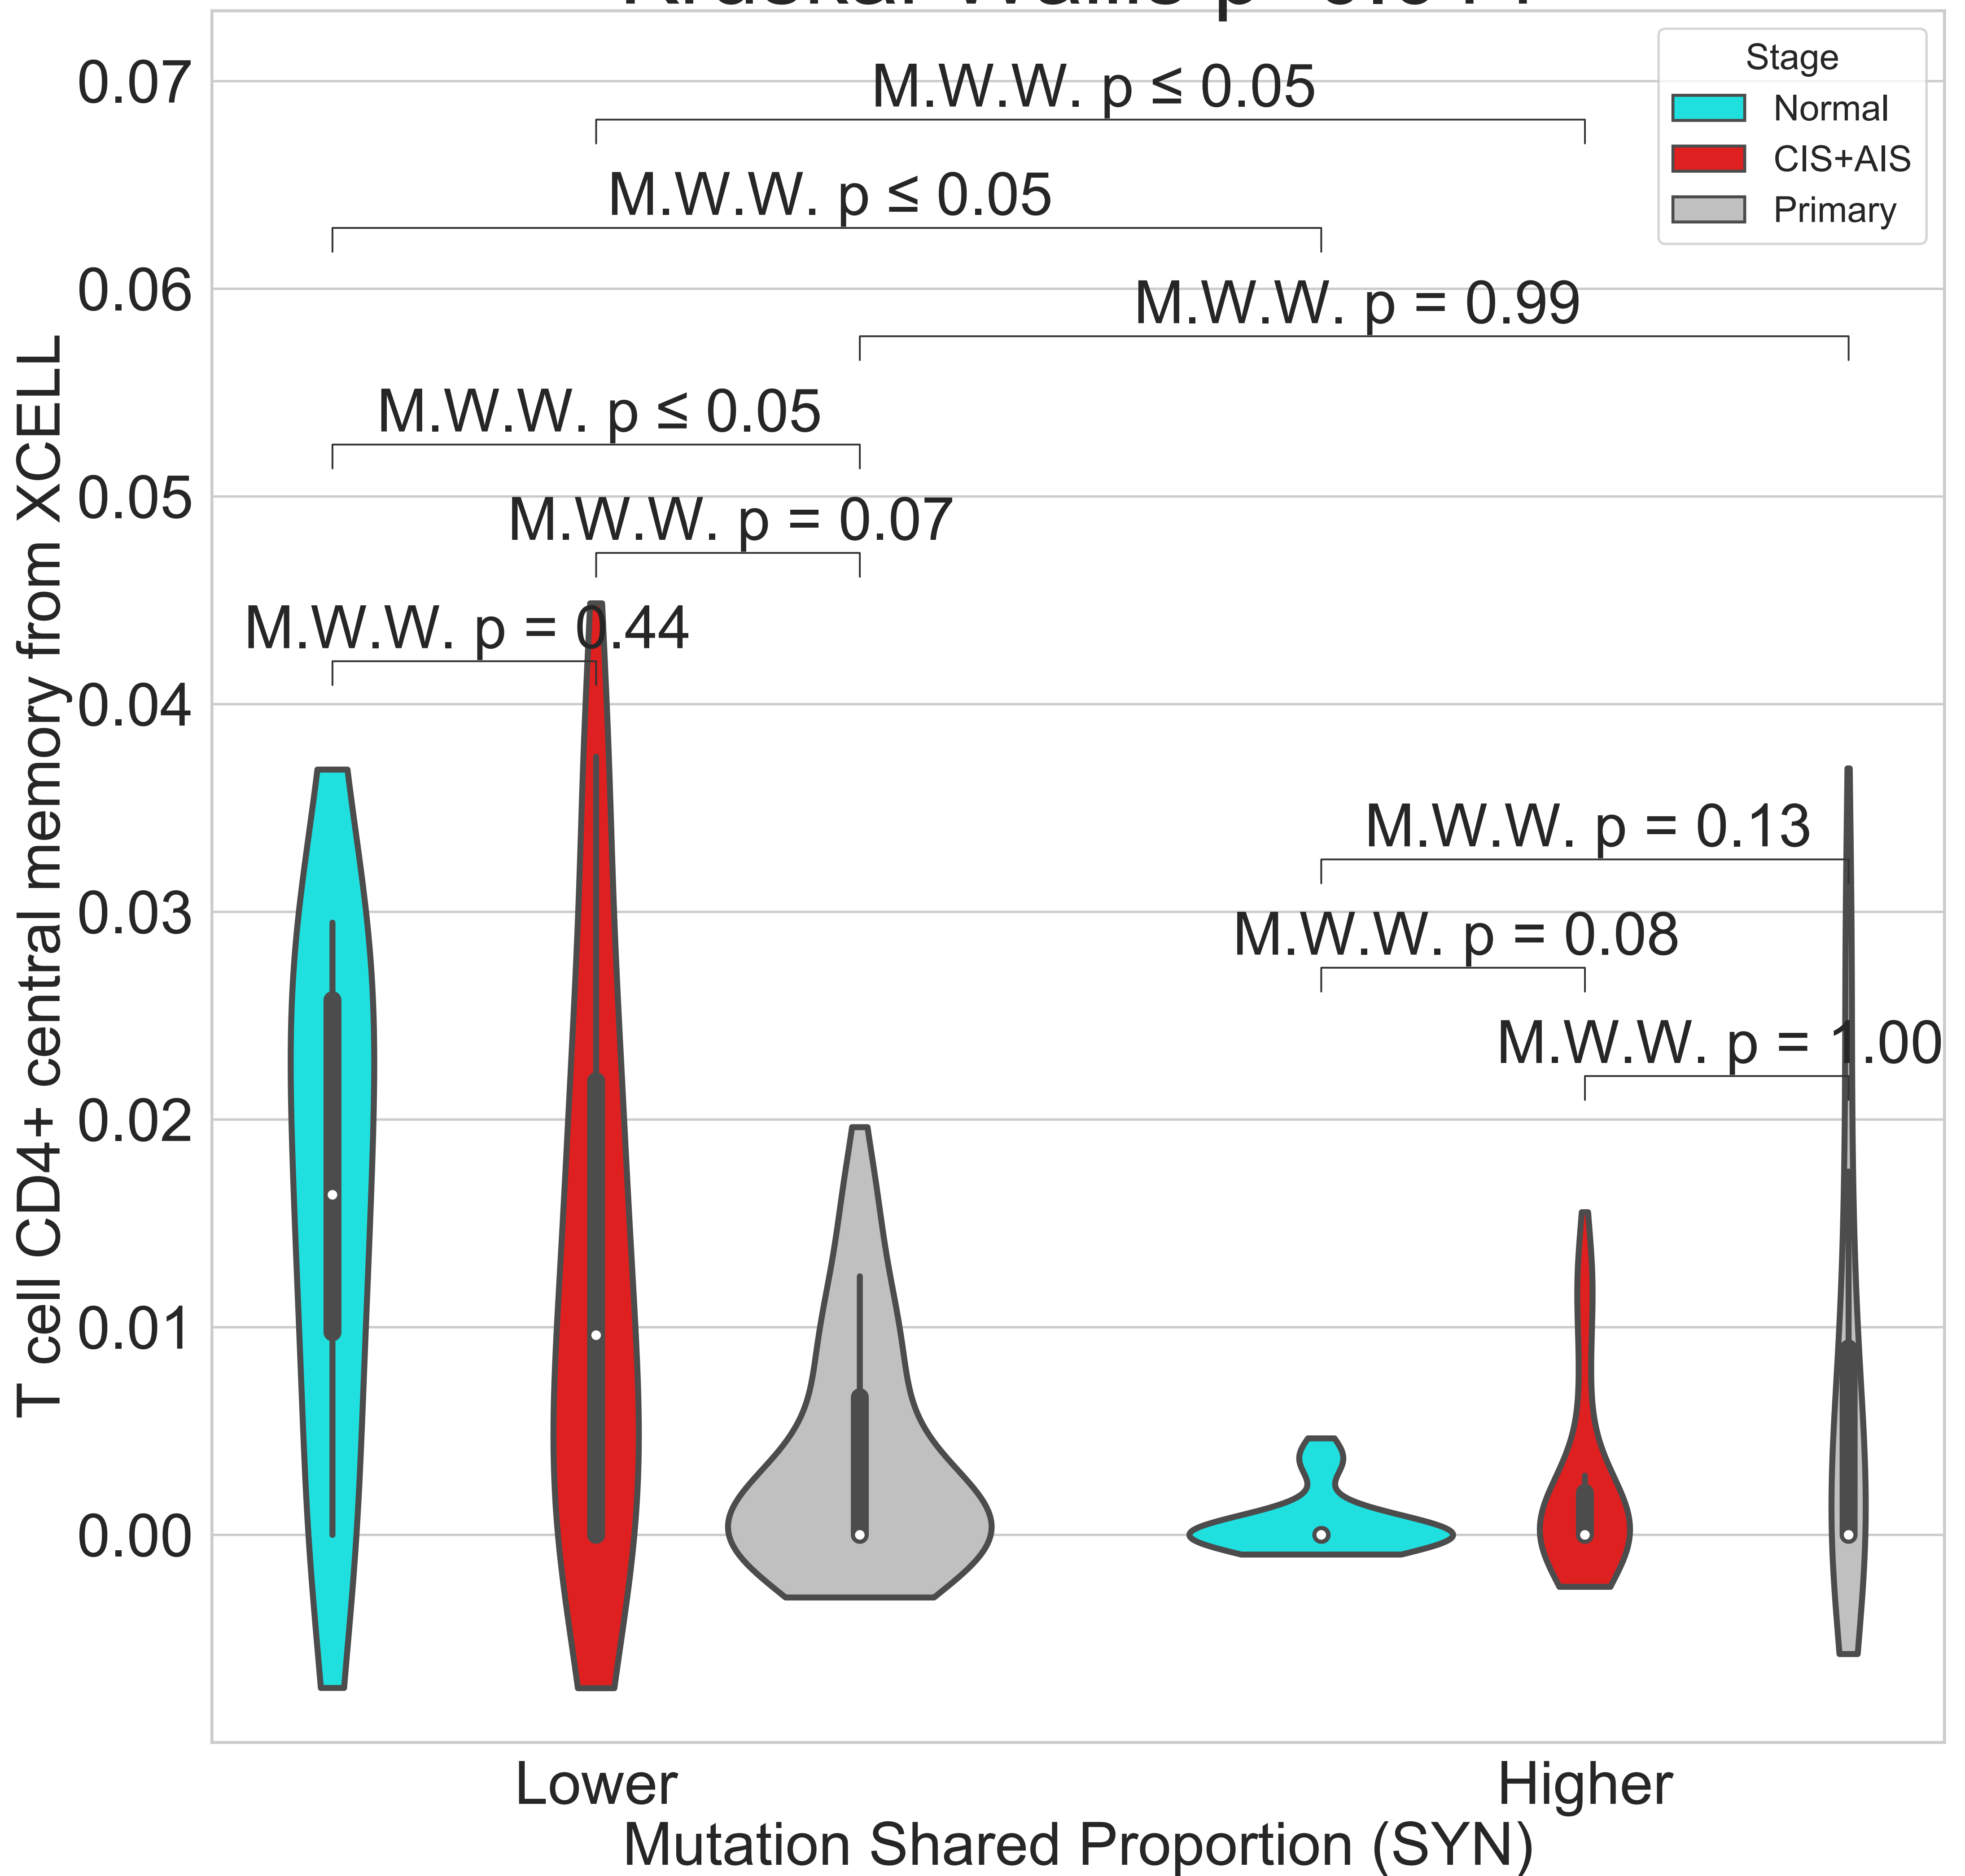 0.07
0.06
0.05
0.04
0.03
0.02
0.01
0.00
T cell CD4+ central memory from XCELL
M.W.W. p ≤ 0.05
M.W.W. p ≤ 0.05
M.W.W. p = 0.99
M.W.W. p ≤ 0.05
M.W.W. p = 0.07
M.W.W. p = 0.44
M.W.W. p = 0.13
M.W.W. p = 0.08
M.W.W. p = 1.00
Stage
Normal
CIS+AIS
Primary
Lower
Higher
Mutation Shared Proportion (SYN)